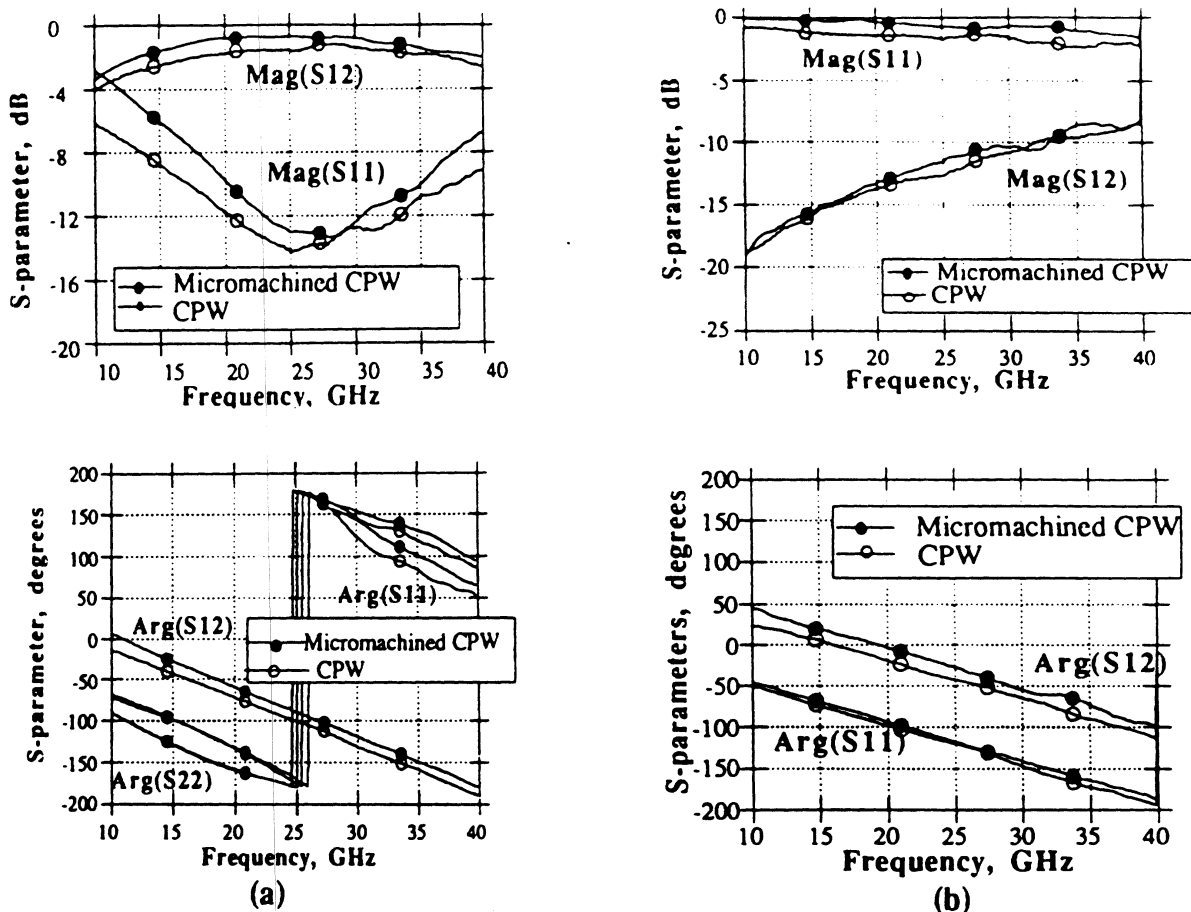 S-parameter, dB
0
-4
-8
-12
-16
-20
Mag(S12)
Mag(S11)
Micromachined CPW
CPW
10 15 20 25 30 35 40
Frequency, GHz
S-parameter, dB
0
-5
-10
-15
-20
-25
Mag(S11)
Mag(S12)
Micromachined CPW
CPW
10 15 20 25 30 35 40
Frequency, GHz
S-parameter, degrees
200
150
100
50
0
-50
-100
-150
-200
Arg(S11)
Arg(S12)
Micromachined CPW
CPW
Arg(S22)
10 15 20 25 30 35 40
Frequency, GHz
(a)
S-parameters, degrees
200
150
100
50
0
-50
-100
-150
-200
Micromachined CPW
CPW
Arg(S12)
Arg(S11)
10 15 20 25 30 35 40
Frequency, GHz
(b)